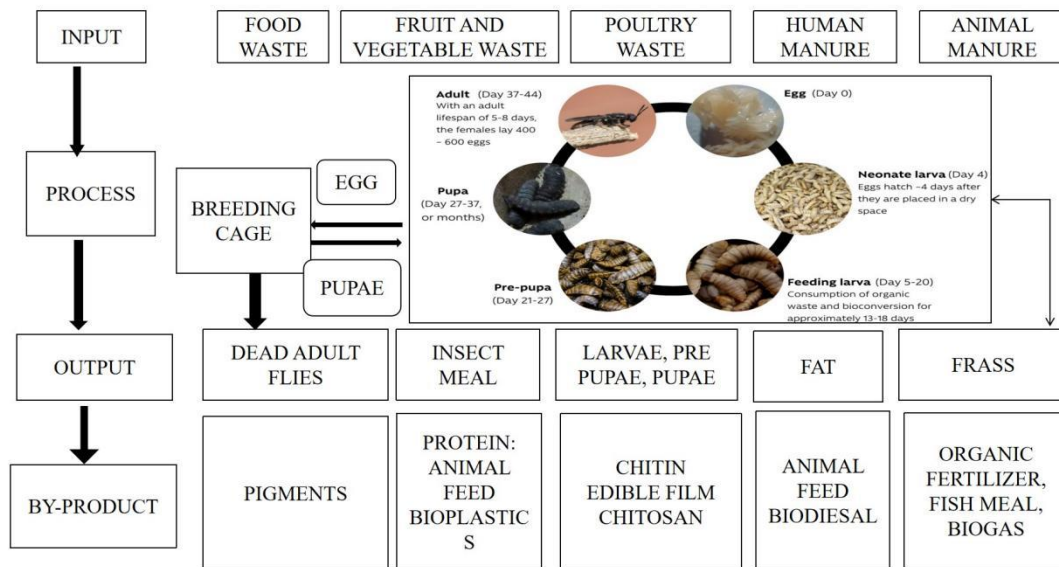 INPUT
FOOD
WASTE
FRUIT AND
VEGETABLE WASTE
POULTRY
WASTE
HUMAN
MANURE
ANIMAL
MANURE
PROCESS
BREEDING
CAGE
EGG
PUPAE
Adult (Day 37-44)
With an adult
lifespan of 5-8 days,
the females lay 400
- 600 eggs
Egg (Day 0)
Neonate larva (Day 4)
Eggs hatch ~4 days after
they are placed in a dry
space
Feeding larva (Day 5-20)
Consumption of organic
waste and bioconversion for
approximately 13-18 days
Pre-pupa
(Day 21-27)
Pupa
(Day 27-37,
or months)
OUTPUT
DEAD ADULT
FLIES
INSECT
MEAL
LARVAE, PRE
PUPAE, PUPAE
FAT
FRASS
BY-PRODUCT
PIGMENTS
PROTEIN:
ANIMAL
FEED
BIOPLASTIC
S
CHITIN
EDIBLE FILM
CHITOSAN
ANIMAL
FEED
BIODIESAL
ORGANIC
FERTILIZER,
FISH MEAL,
BIOGAS